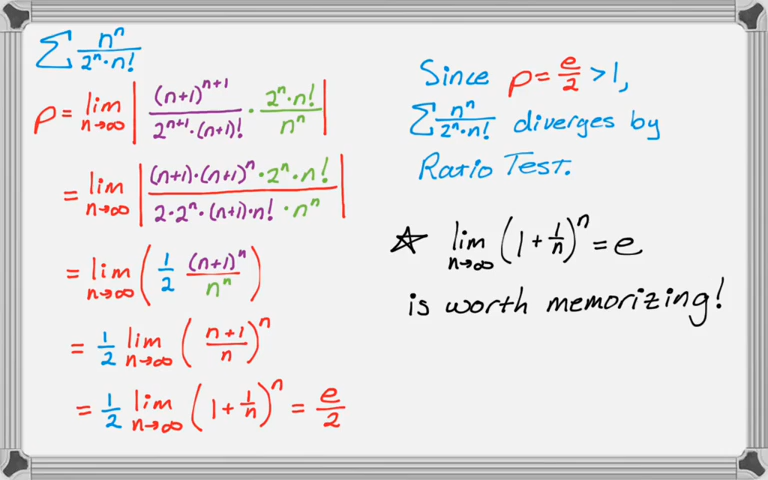 ∑ nⁿ / (2ⁿ · n!)
ρ = lim n→∞ | (n+1)ⁿ⁺¹ / (2ⁿ⁺¹ · (n+1)!) · 2ⁿ · n! / nⁿ |
= lim n→∞ | (n+1) · (n+1)ⁿ · 2ⁿ · n! / (2 · 2ⁿ · (n+1) · n! · nⁿ) |
= lim n→∞ ( 1/2 (n+1)ⁿ / nⁿ )
= 1/2 lim n→∞ ( (n+1) / n )ⁿ
= 1/2 lim n→∞ ( 1 + 1/n )ⁿ = e/2
Since ρ = e/2 > 1,
∑ nⁿ / (2ⁿ · n!) diverges by
Ratio Test.
☆ lim n→∞ ( 1 + 1/n )ⁿ = e
is worth memorizing!